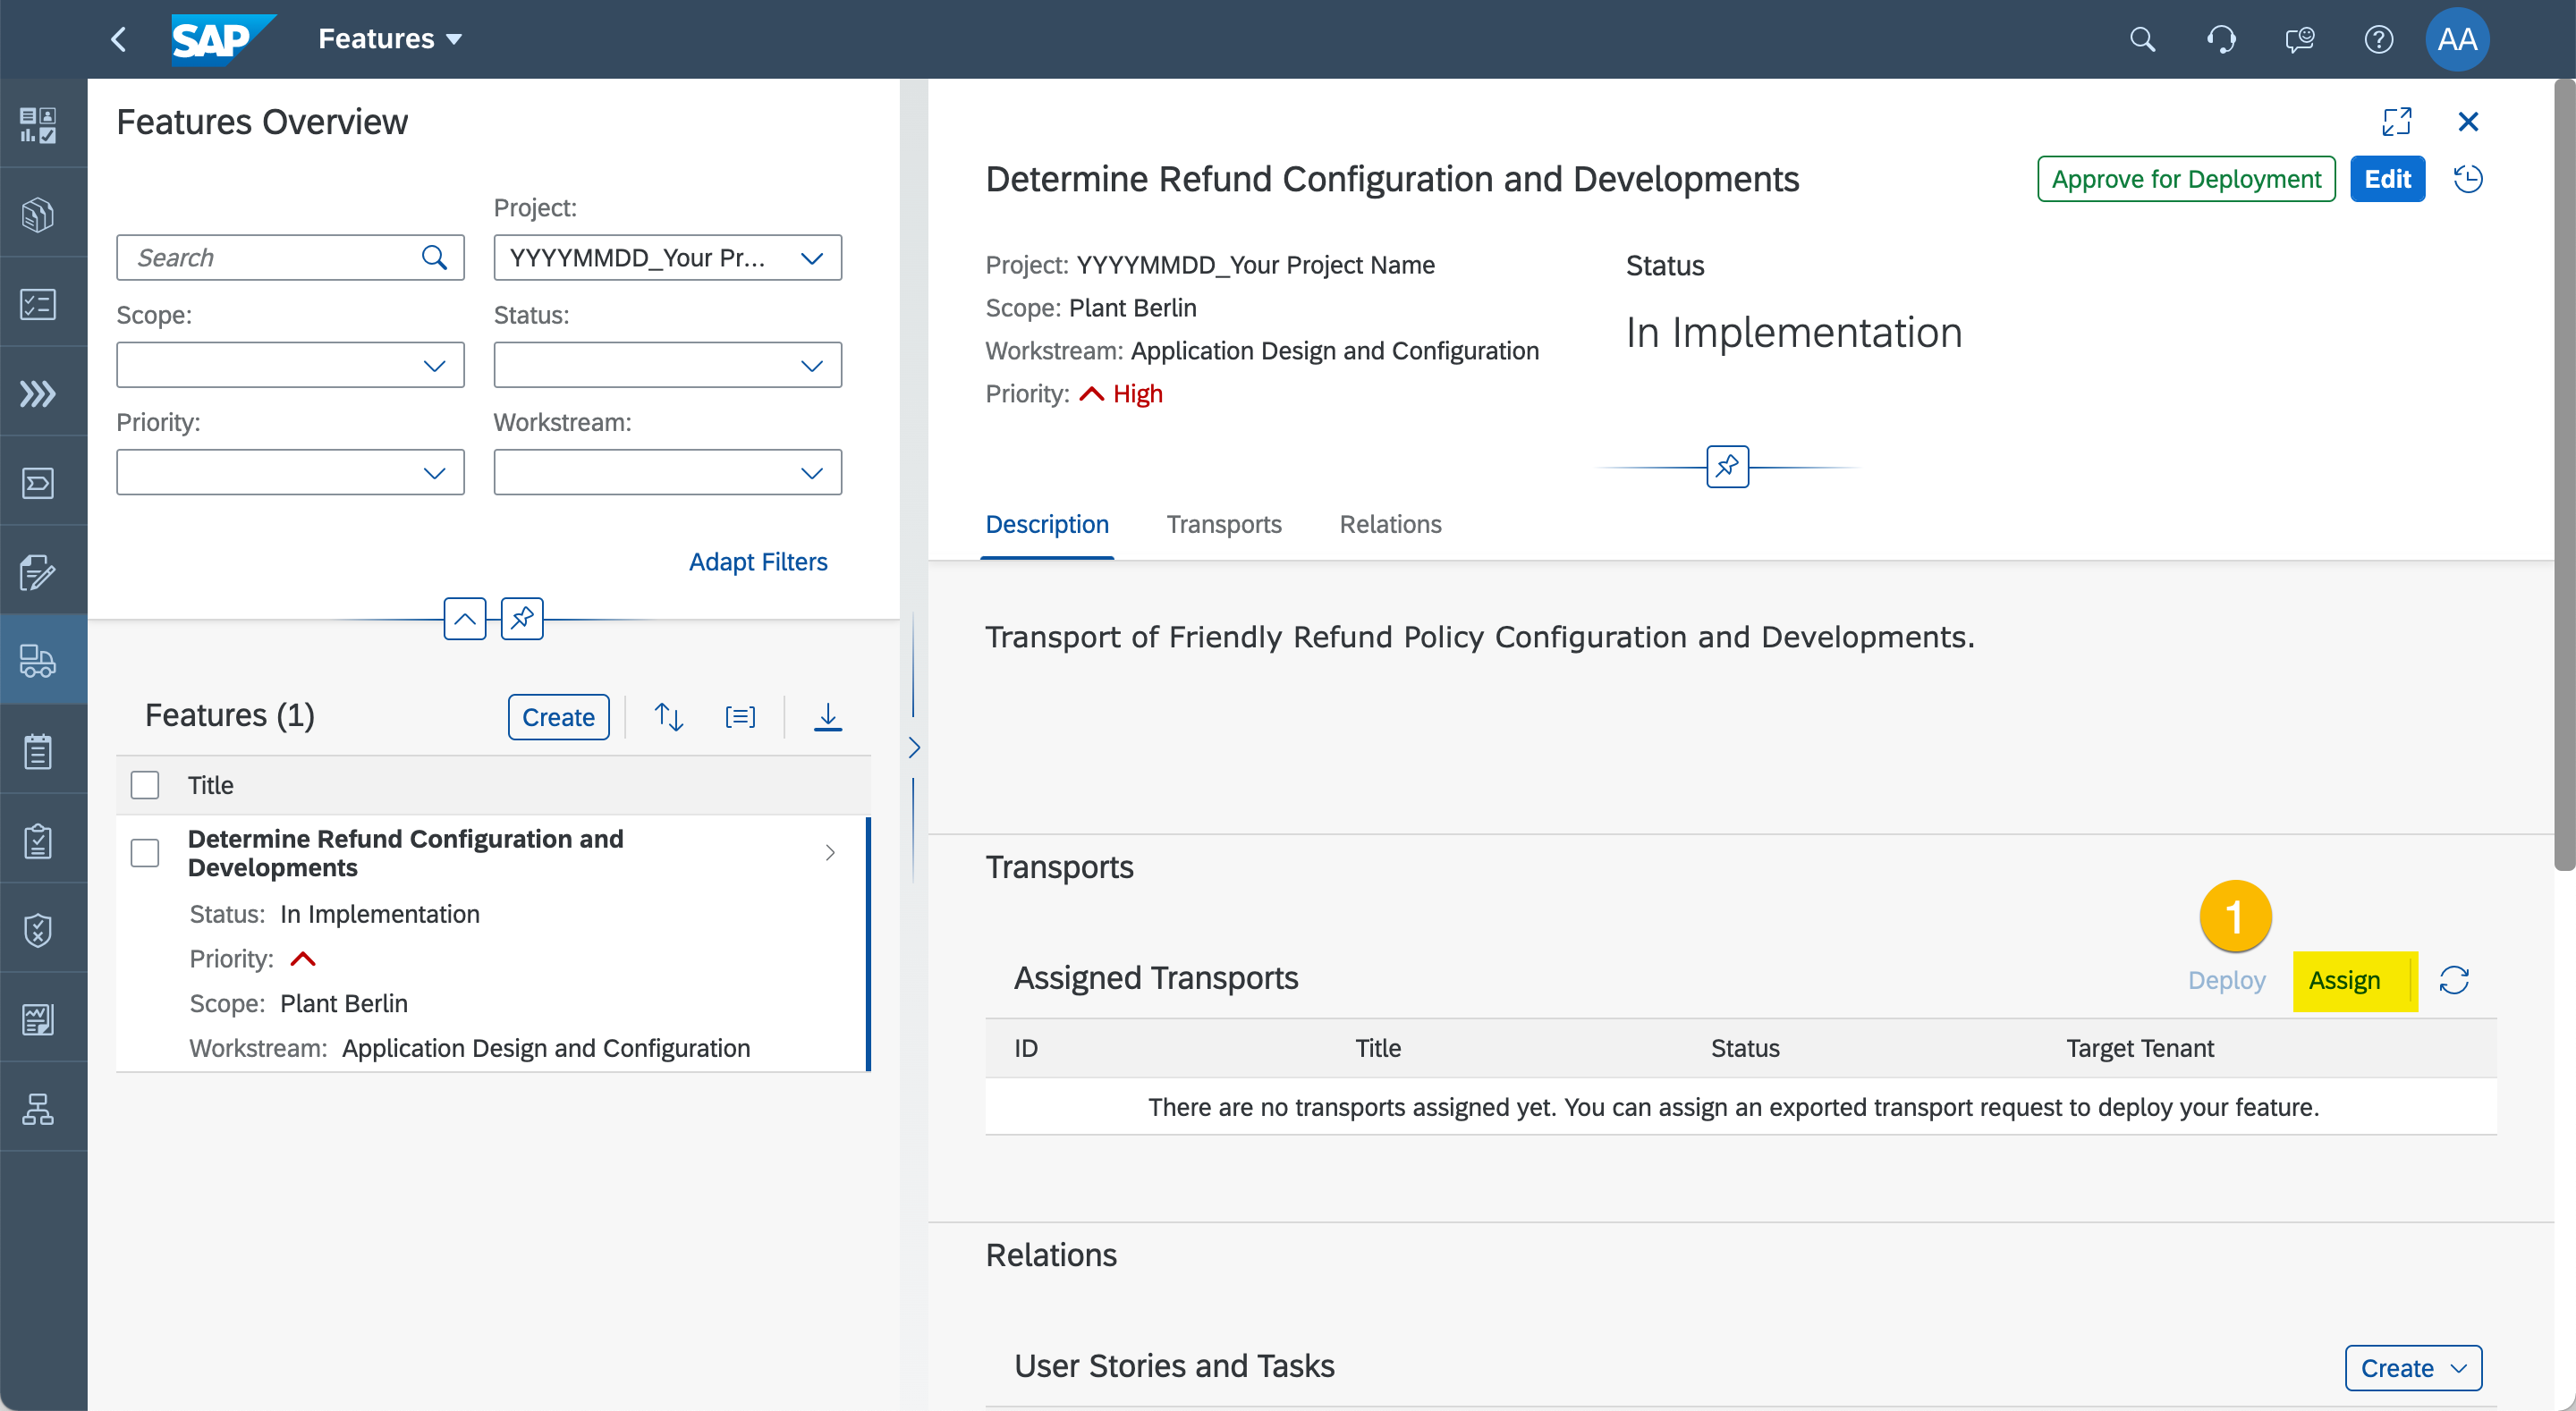 SAP
Features
AA
Features Overview
Project:
Search
YYYYMMDD_Your Pr...
Scope:
Status:
Priority:
Workstream:
Adapt Filters
Features (1)
Create
Title
Determine Refund Configuration and
Developments
Status: In Implementation
Priority:
Scope: Plant Berlin
Workstream: Application Design and Configuration
Determine Refund Configuration and Developments
Approve for Deployment
Edit
Project: YYYYMMDD_Your Project Name
Scope: Plant Berlin
Workstream: Application Design and Configuration
Priority: High
Status
In Implementation
Description
Transports
Relations
Transport of Friendly Refund Policy Configuration and Developments.
Transports
1
Assigned Transports
Deploy
Assign
ID
Title
Status
Target Tenant
There are no transports assigned yet. You can assign an exported transport request to deploy your feature.
Relations
User Stories and Tasks
Create